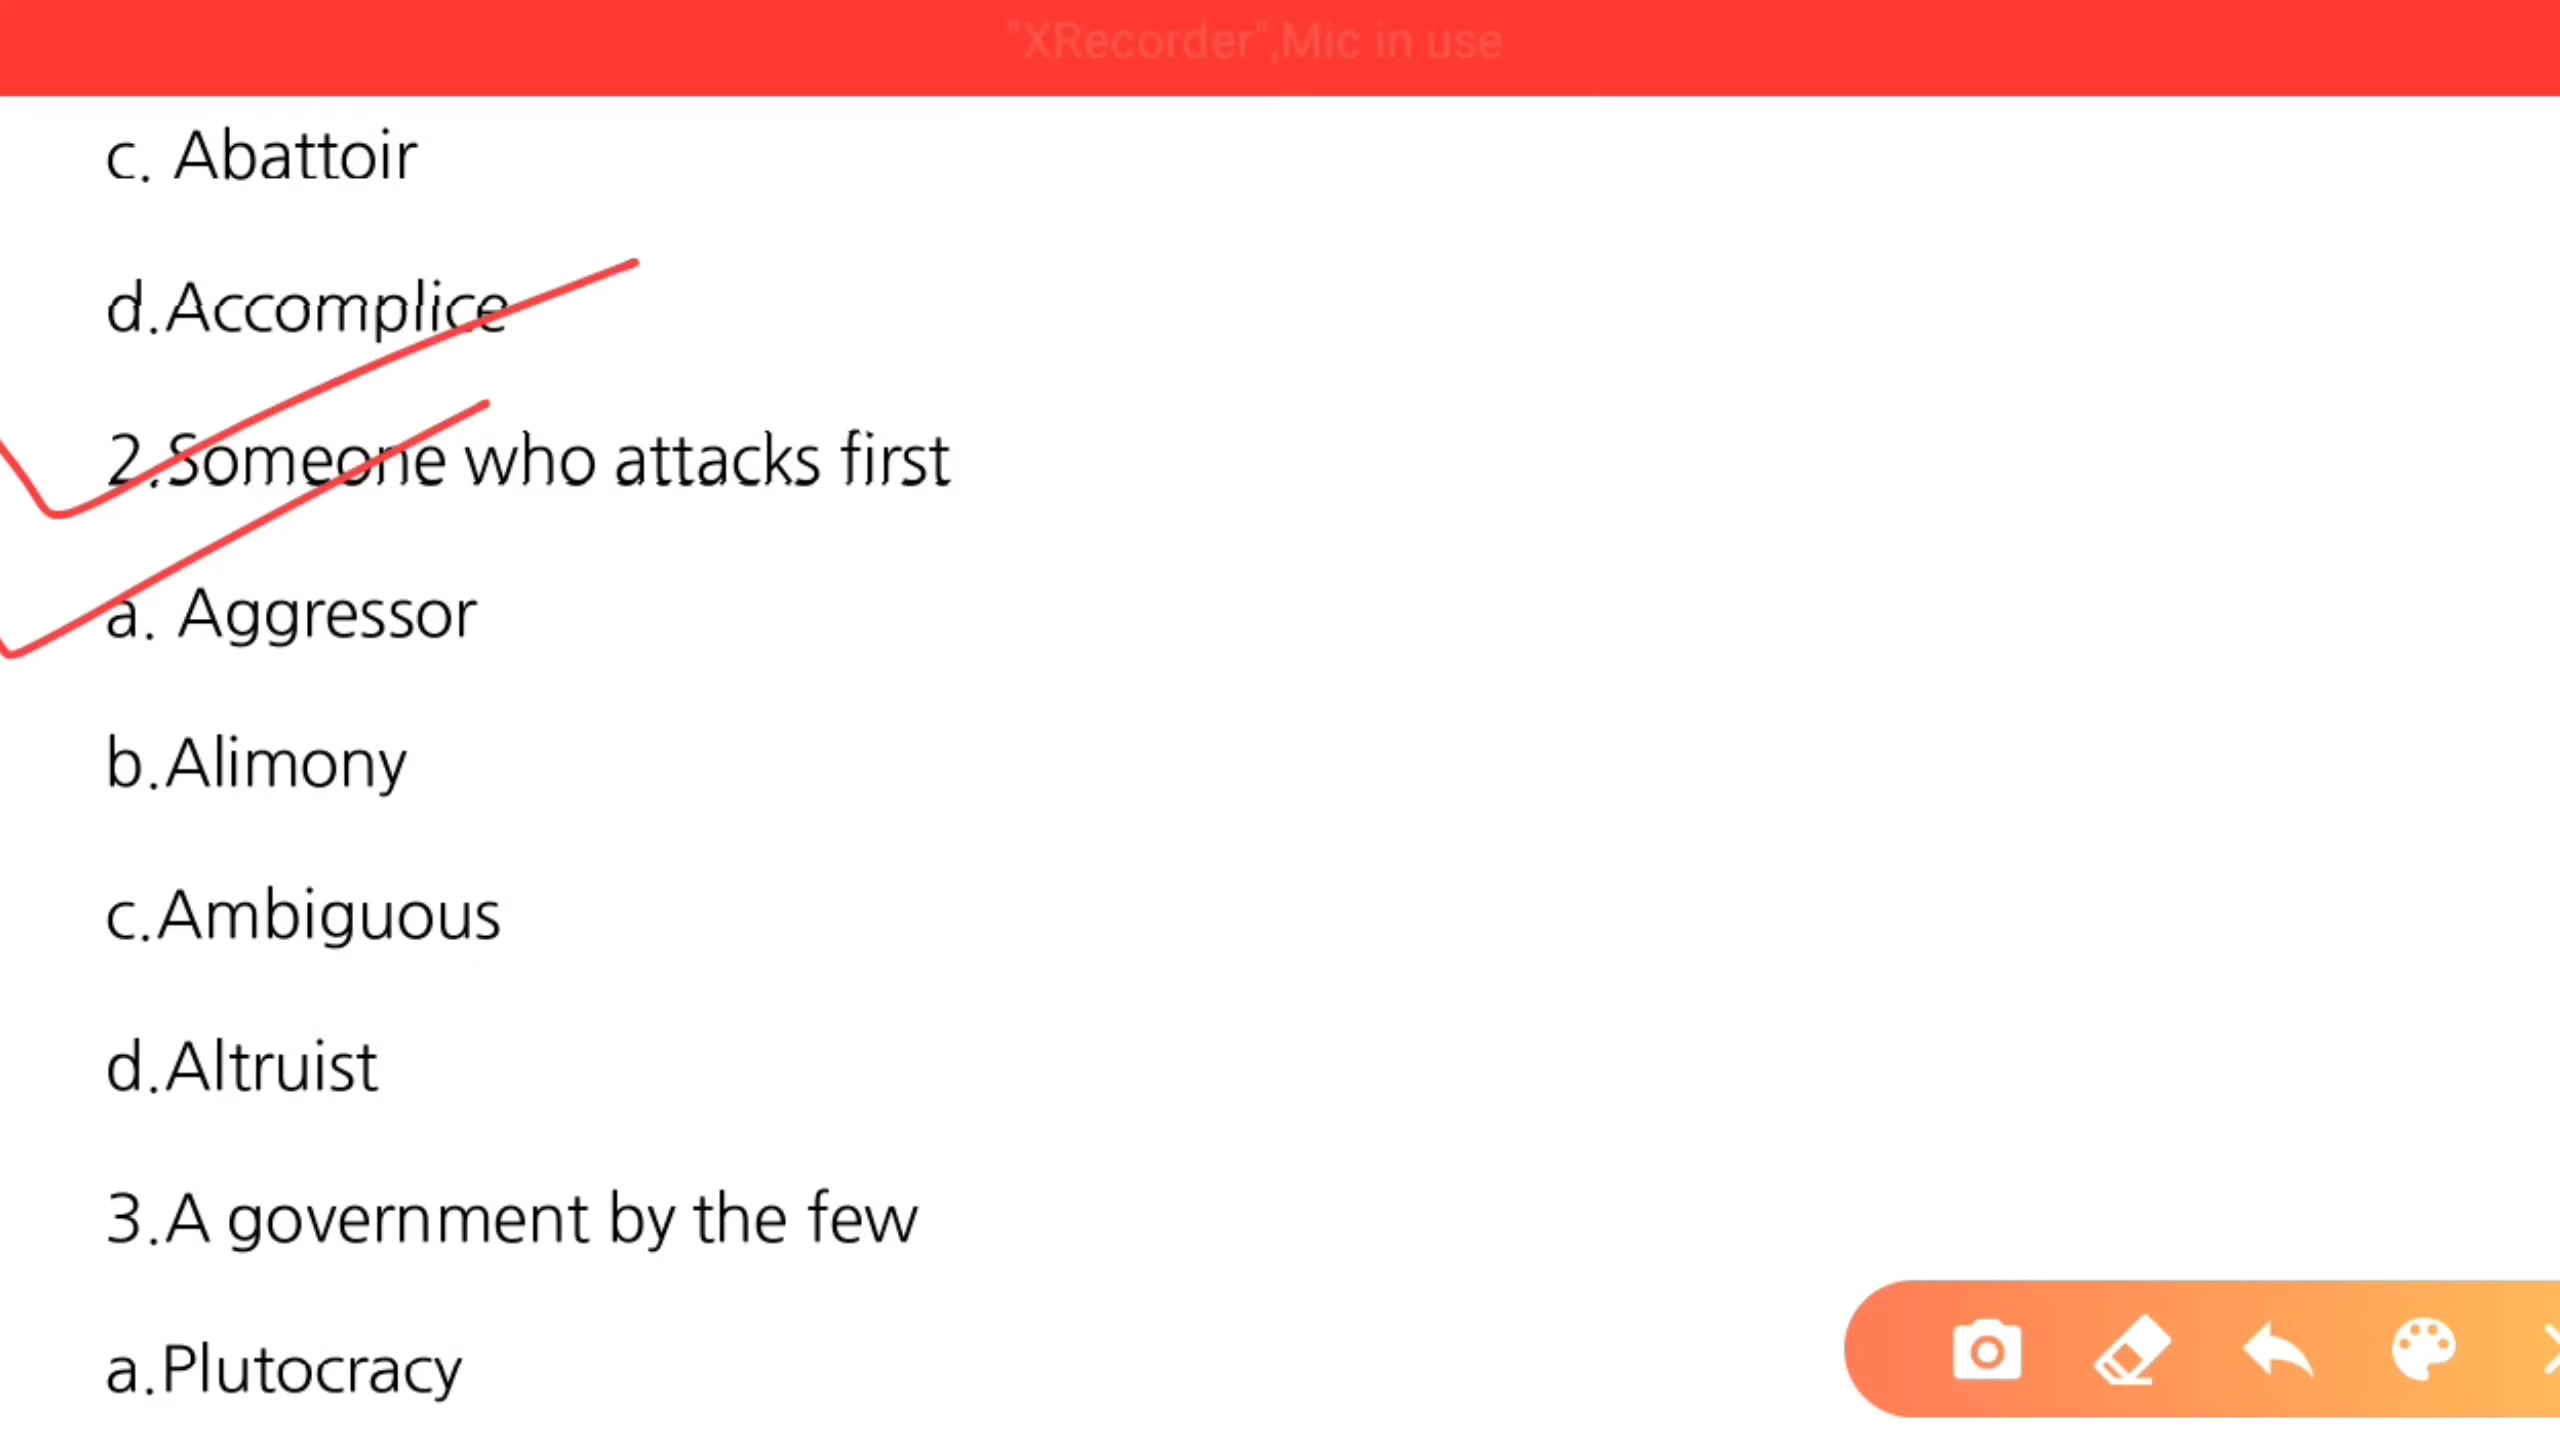 "XRecorder",Mic in use
c. Abattoir
d.Accomplice
2.Someone who attacks first
a. Aggressor
b.Alimony
c.Ambiguous
d.Altruist
3.A government by the few
a.Plutocracy